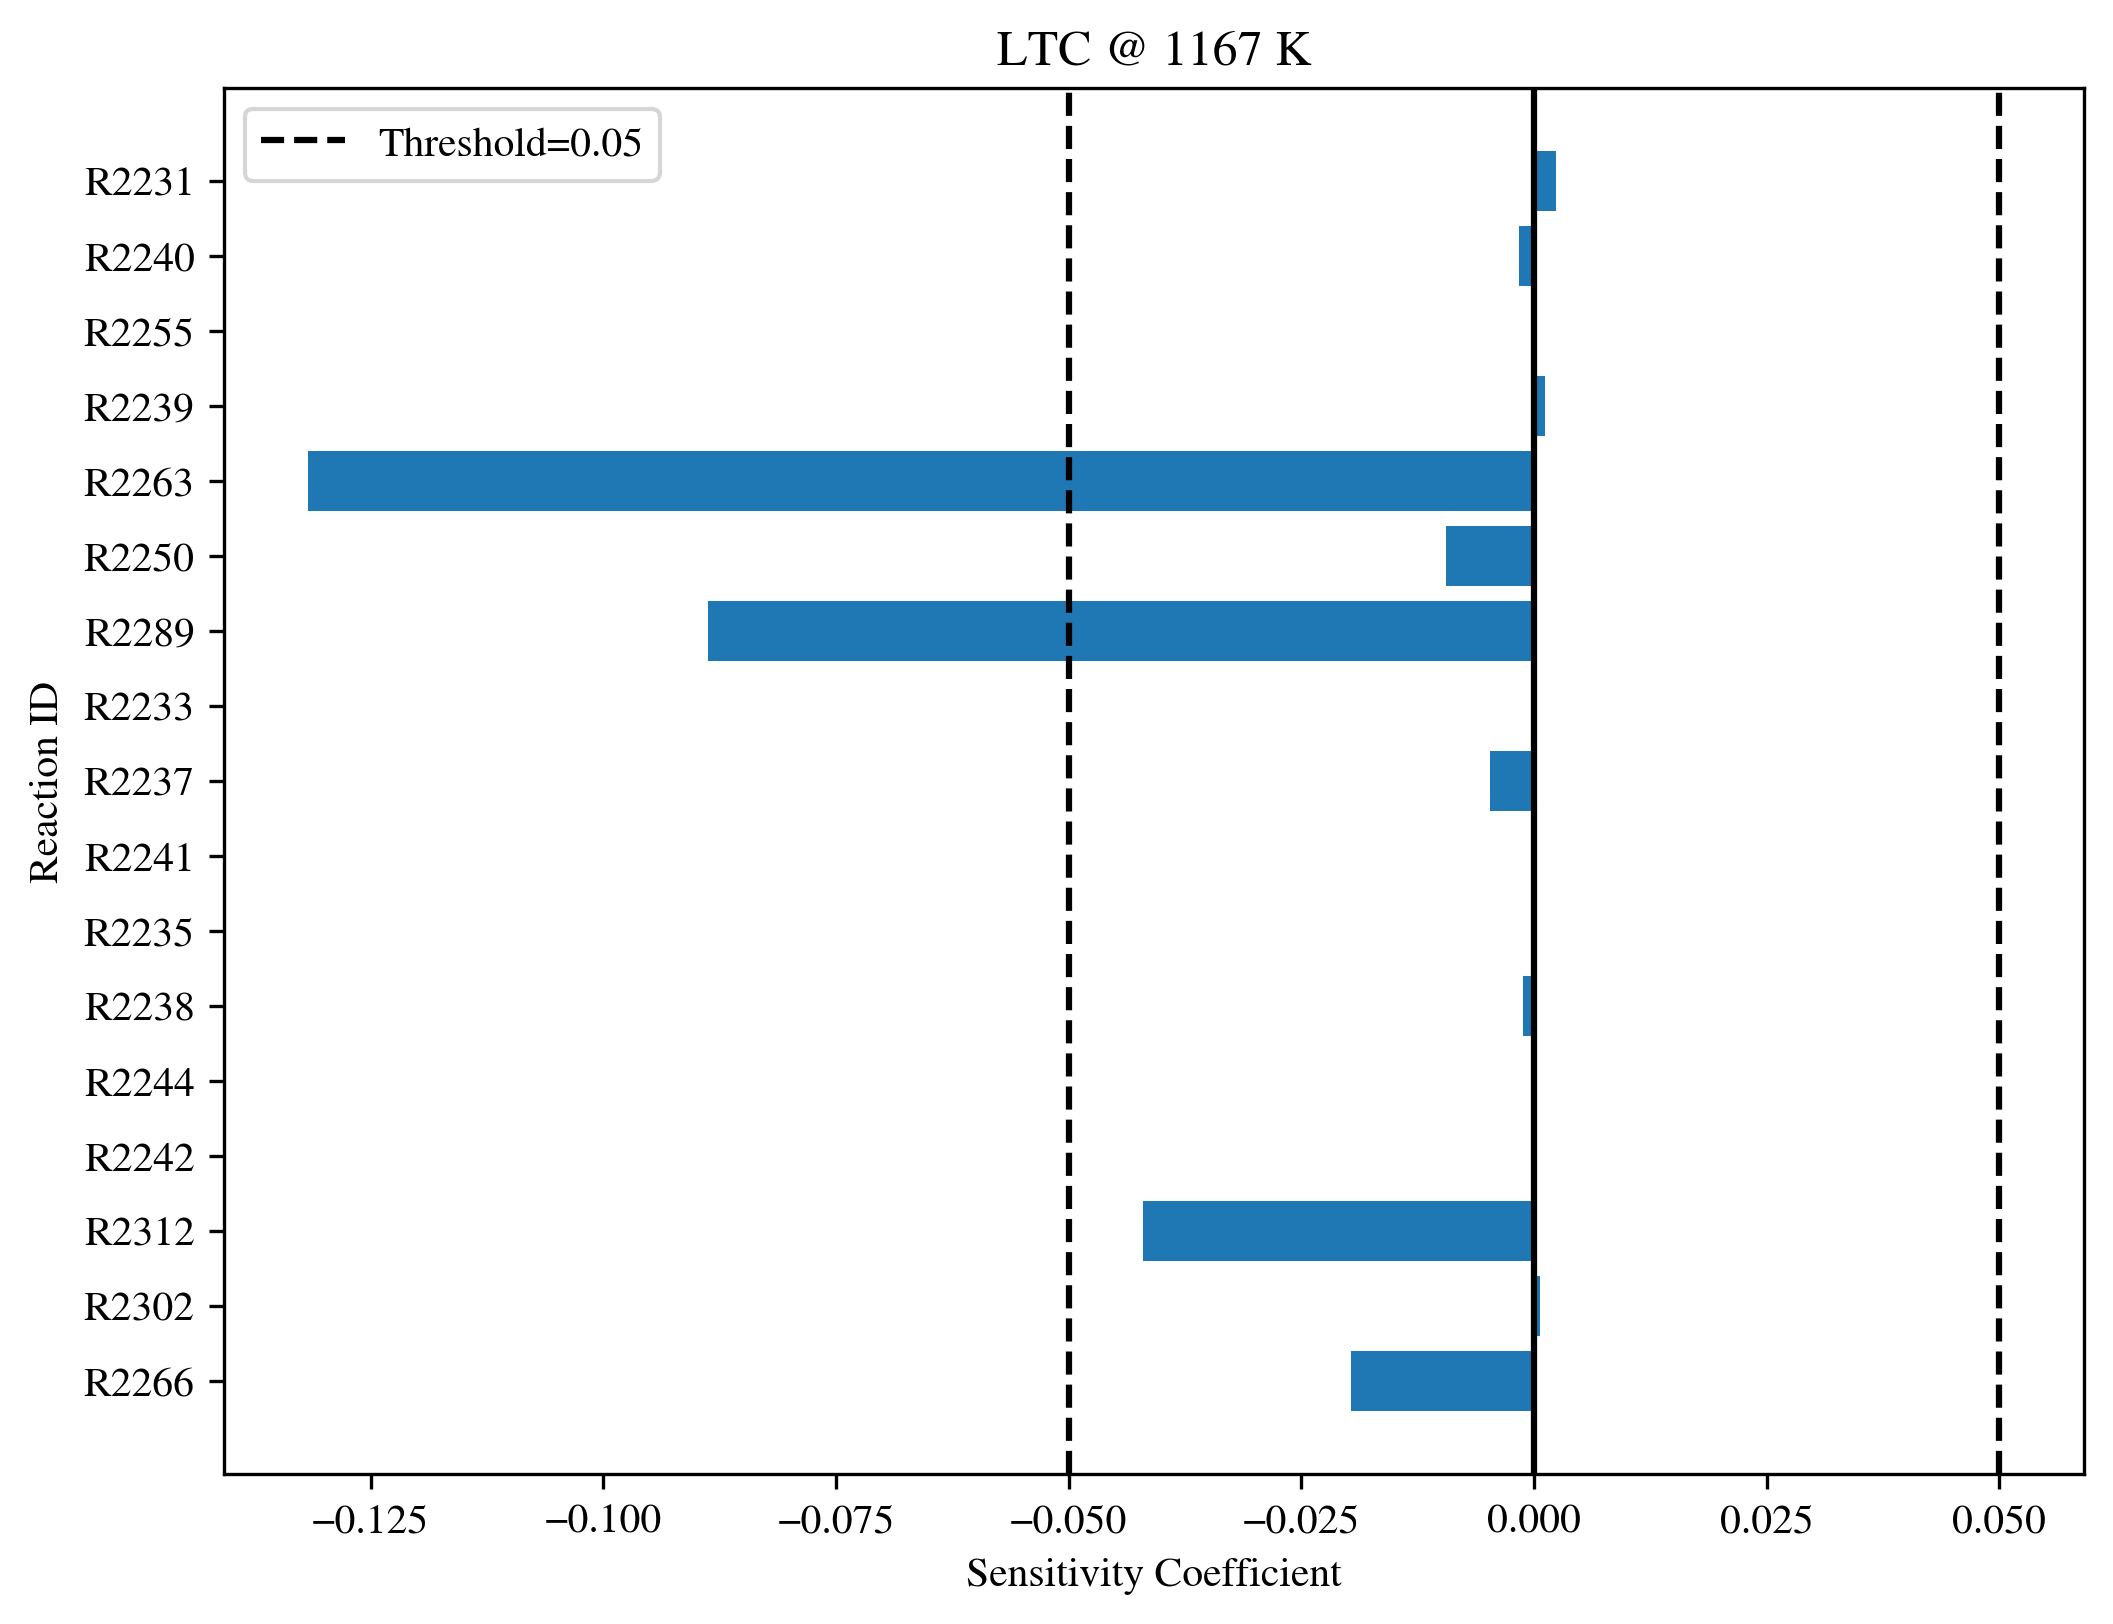 LTC @ 1167 K
Threshold=0.05
R2231
R2240
R2255
R2239
R2263
R2250
R2289
R2233
R2237
R2241
R2235
R2238
R2244
R2242
R2312
R2302
R2266
Reaction ID
−0.125 −0.100 −0.075 −0.050 −0.025 0.000 0.025 0.050
Sensitivity Coefficient